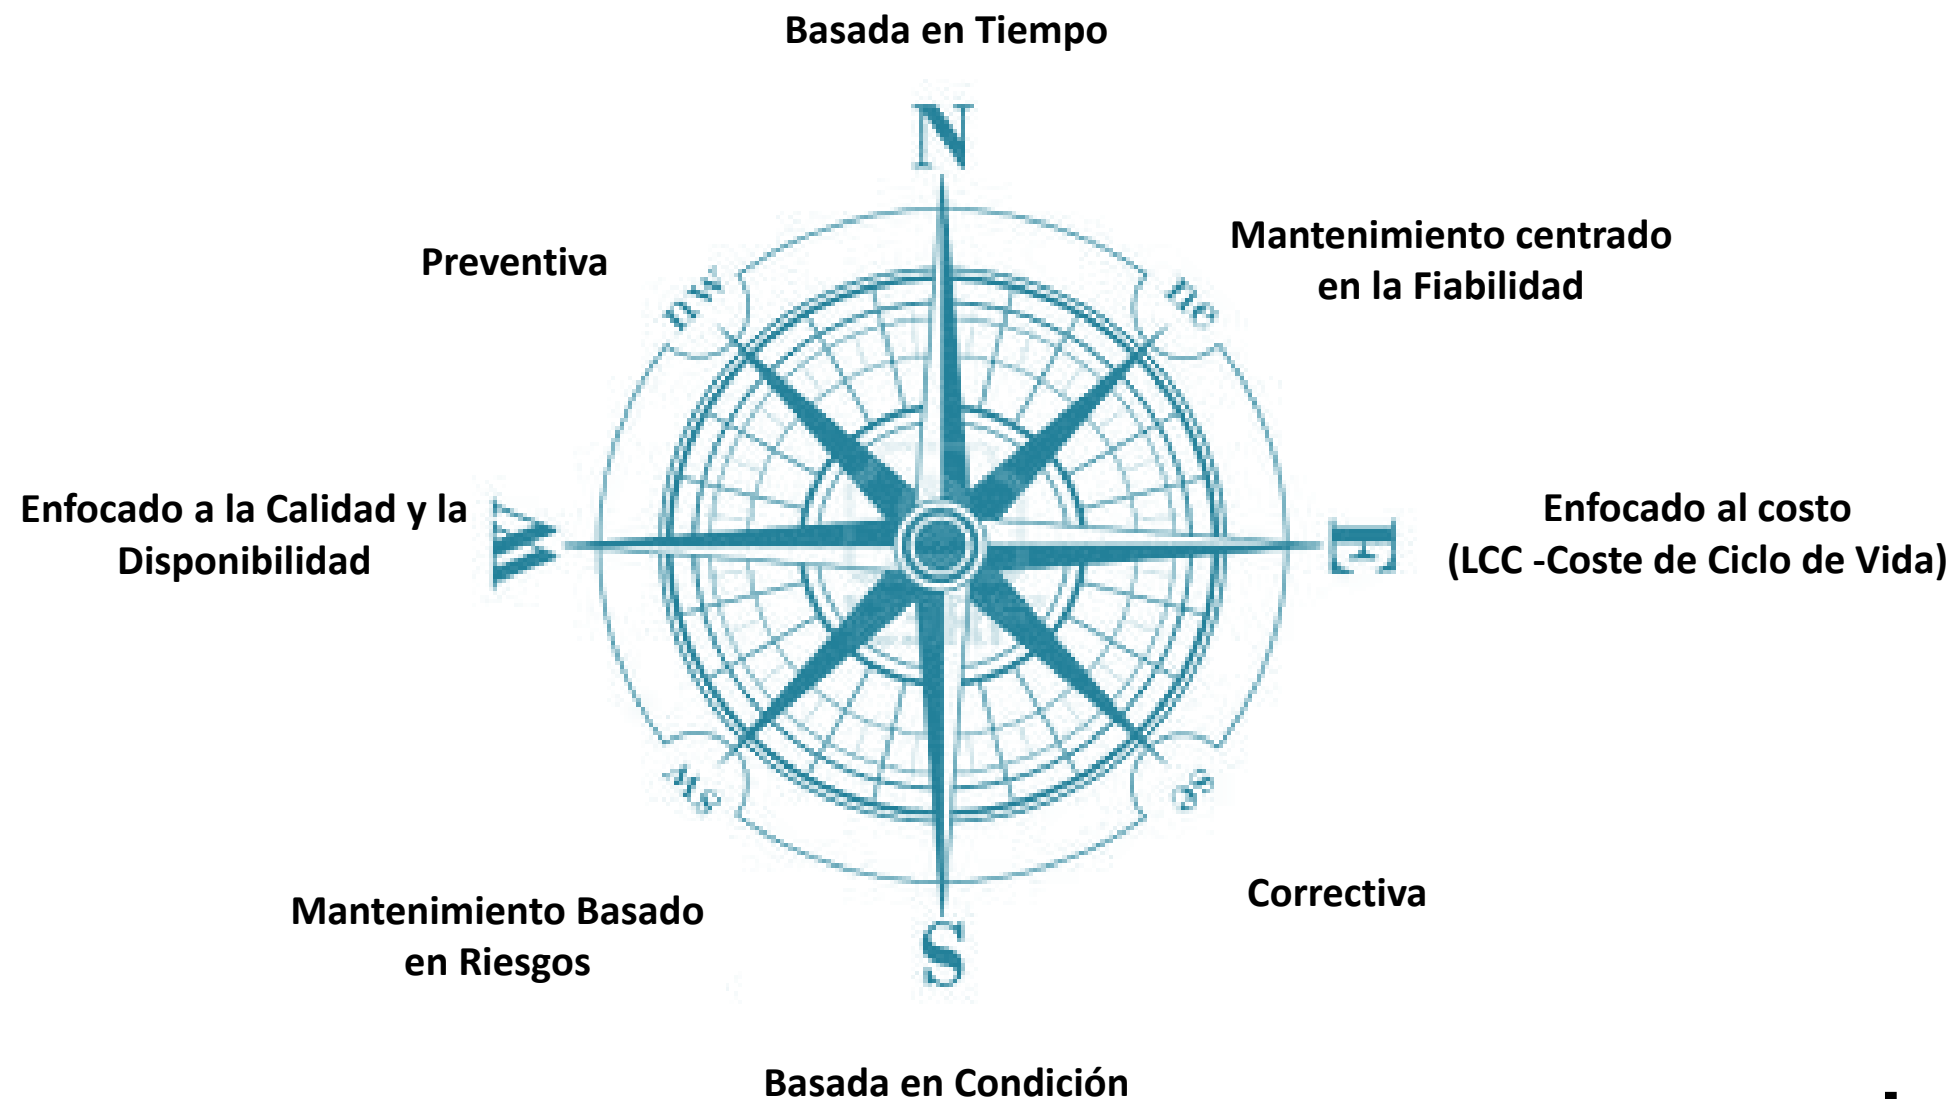 Basada en Tiempo
N
Mantenimiento centrado
en la Fiabilidad
Preventiva
nw
ne
Enfocado a la Calidad y la
Disponibilidad
W
E
Enfocado al costo
(LCC -Coste de Ciclo de Vida)
sw
se
Correctiva
Mantenimiento Basado
en Riesgos
S
Basada en Condición